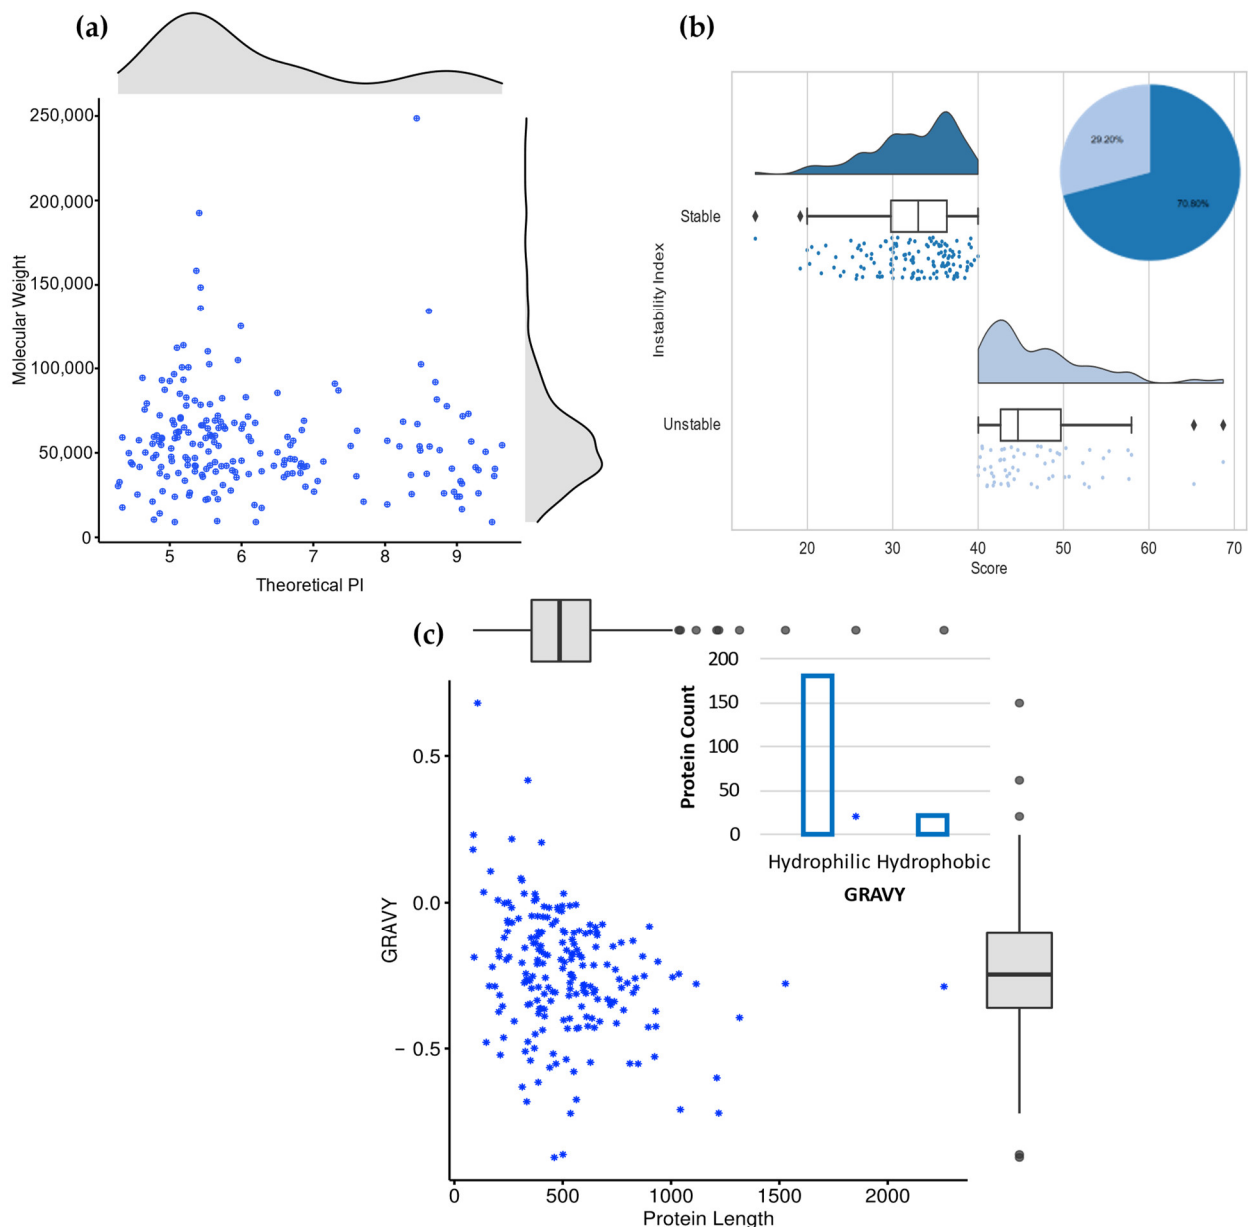 (a)
250,000
200,000
150,000
100,000
50,000
0
Molecular Weight
5 6 7 8 9
Theoretical PI
(b)
29.20%
70.80%
Stable
Unstable
Instability Index
20 30 40 50 60 70
Score
(c)
0.5
0.0
− 0.5
GRAVY
0 500 1000 1500 2000
Protein Length
200
150
100
50
0
Protein Count
Hydrophilic Hydrophobic
GRAVY